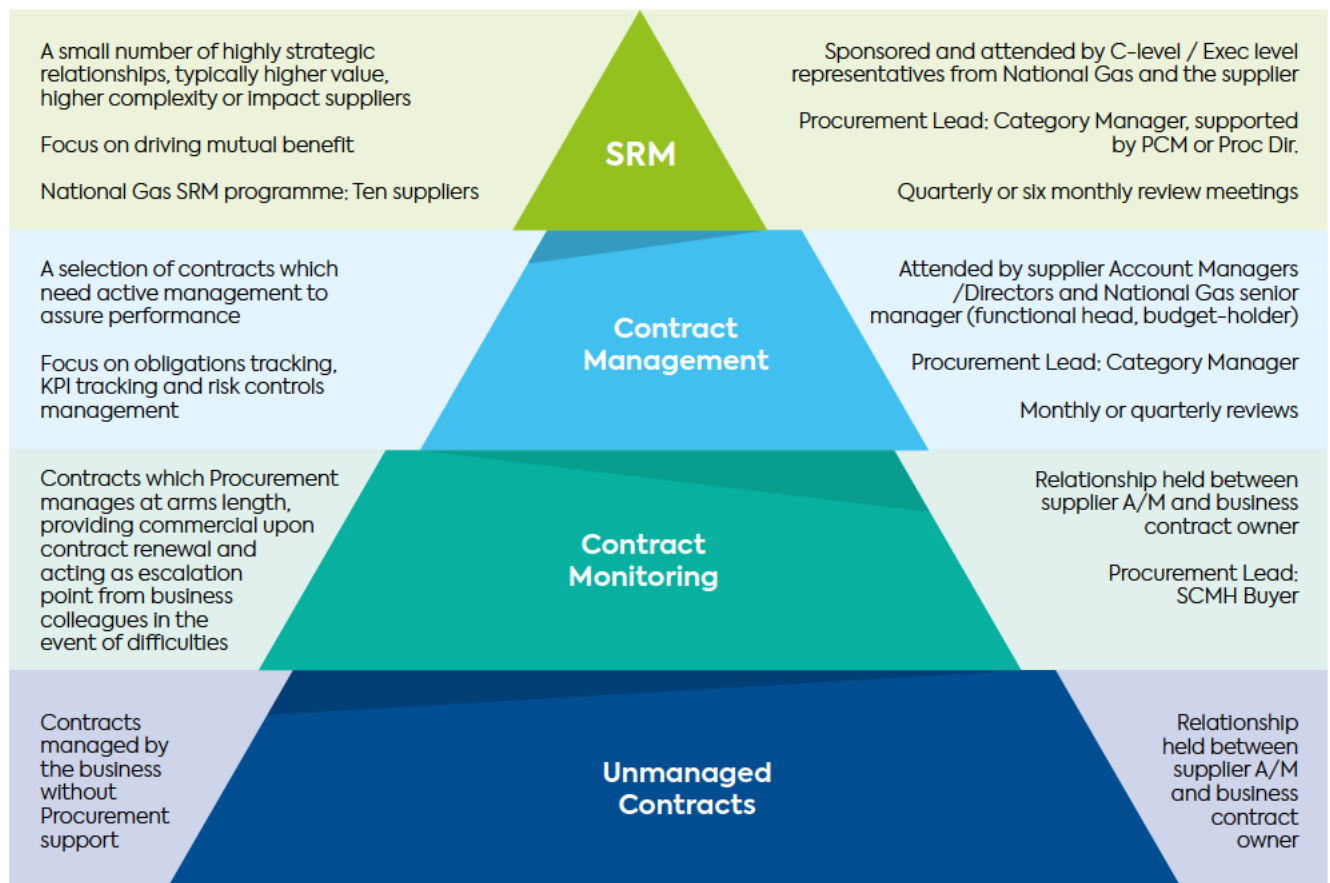 A small number of highly strategic
relationships, typically higher value,
higher complexity or impact suppliers
Focus on driving mutual benefit
National Gas SRM programme: Ten suppliers
SRM
Sponsored and attended by C-level / Exec level
representatives from National Gas and the supplier
Procurement Lead: Category Manager, supported
by PCM or Proc Dir.
Quarterly or six monthly review meetings
A selection of contracts which
need active management to
assure performance
Focus on obligations tracking,
KPI tracking and risk controls
management
Contract
Management
Attended by supplier Account Managers
/Directors and National Gas senior
manager (functional head, budget-holder)
Procurement Lead: Category Manager
Monthly or quarterly reviews
Contracts which Procurement
manages at arms length,
providing commercial upon
contract renewal and
acting as escalation
point from business
colleagues in the
event of difficulties
Contract
Monitoring
Relationship held between
supplier A/M and business
contract owner
Procurement Lead:
SCMH Buyer
Contracts
managed by
the business
without
Procurement
support
Unmanaged
Contracts
Relationship
held between
supplier A/M
and business
contract
owner